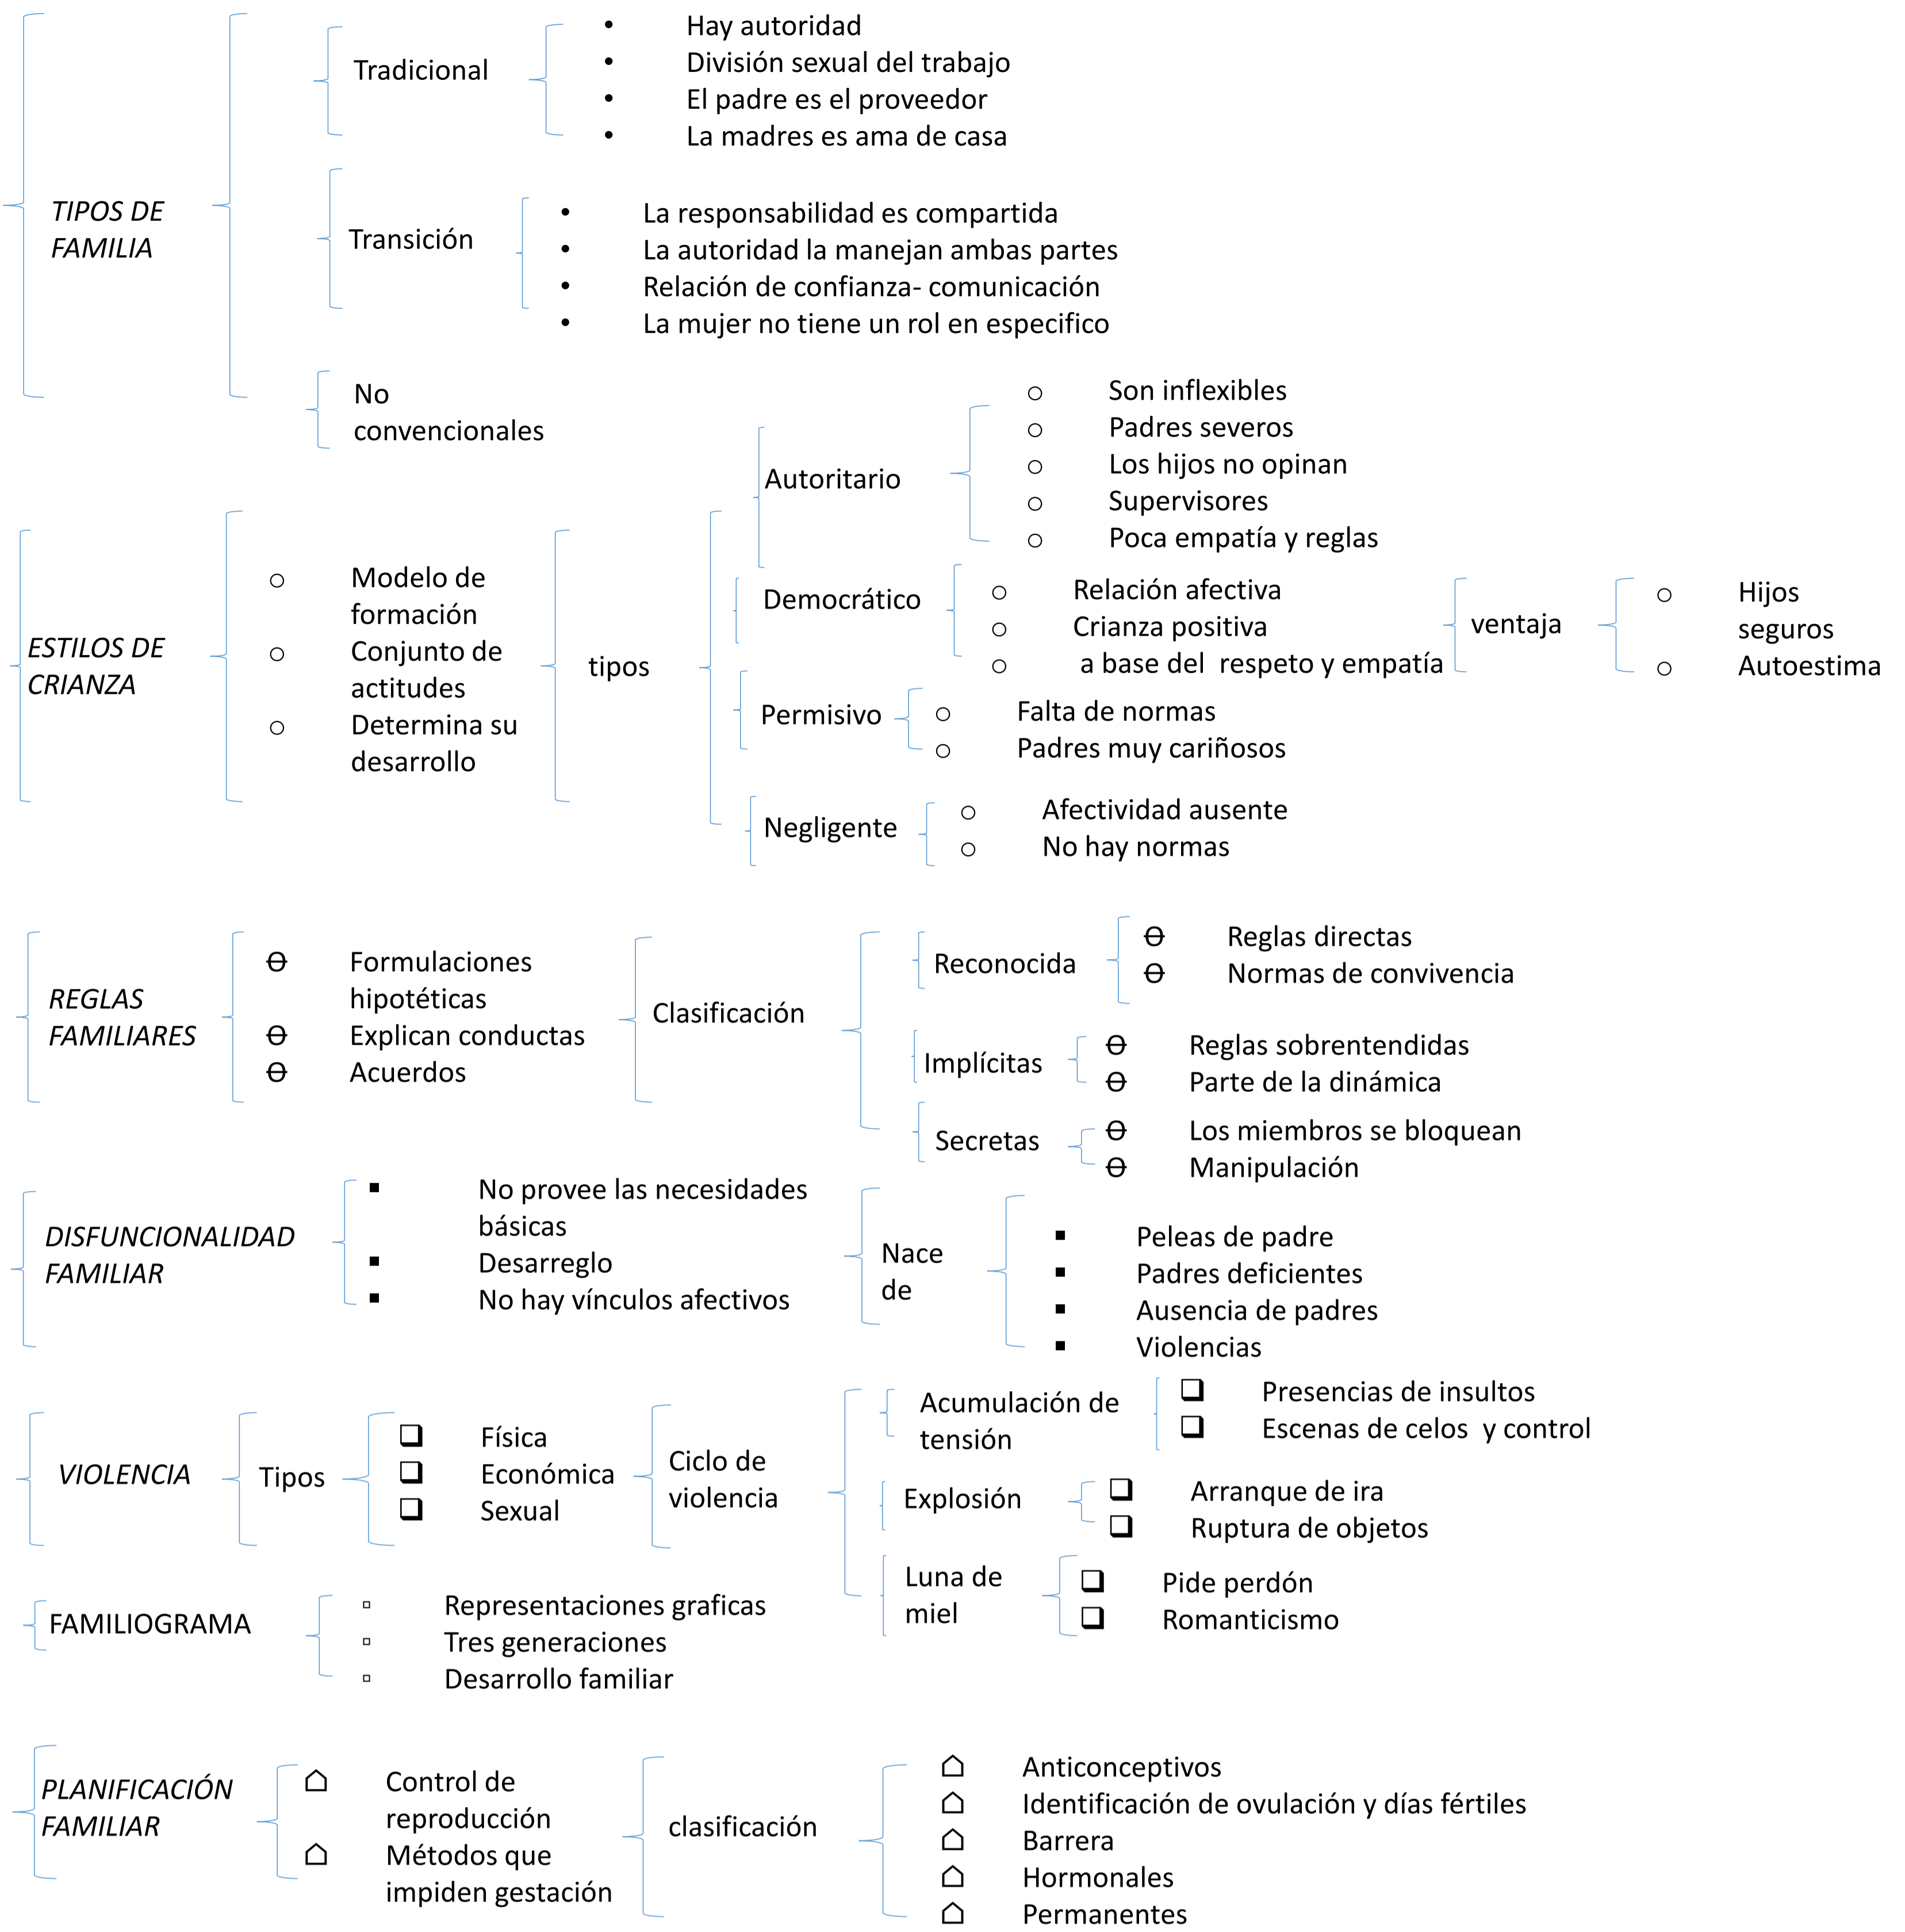 TIPOS DE
FAMILIA
Tradicional
• Hay autoridad
• División sexual del trabajo
• El padre es el proveedor
• La madres es ama de casa
Transición
• La responsabilidad es compartida
• La autoridad la manejan ambas partes
• Relación de confianza- comunicación
• La mujer no tiene un rol en especifico
No
convencionales
ESTILOS DE
CRIANZA
○ Modelo de
formación
○ Conjunto de
actitudes
○ Determina su
desarrollo
tipos
Autoritario
○ Son inflexibles
○ Padres severos
○ Los hijos no opinan
○ Supervisores
○ Poca empatía y reglas
Democrático
○ Relación afectiva
○ Crianza positiva
○ a base del  respeto y empatía
ventaja
○ Hijos
seguros
○ Autoestima
Permisivo
○ Falta de normas
○ Padres muy cariñosos
Negligente
○ Afectividad ausente
○ No hay normas
REGLAS
FAMILIARES
ꝋ Formulaciones
hipotéticas
ꝋ Explican conductas
ꝋ Acuerdos
Clasificación
Reconocida
ꝋ Reglas directas
ꝋ Normas de convivencia
Implícitas
ꝋ Reglas sobrentendidas
ꝋ Parte de la dinámica
Secretas
ꝋ Los miembros se bloquean
ꝋ Manipulación
DISFUNCIONALIDAD
FAMILIAR
▪ No provee las necesidades
básicas
▪ Desarreglo
▪ No hay vínculos afectivos
Nace
de
▪ Peleas de padre
▪ Padres deficientes
▪ Ausencia de padres
▪ Violencias
VIOLENCIA
Tipos
❑ Física
❑ Económica
❑ Sexual
Ciclo de
violencia
Acumulación de
tensión
❑ Presencias de insultos
❑ Escenas de celos  y control
Explosión
❑ Arranque de ira
❑ Ruptura de objetos
Luna de
miel
❑ Pide perdón
❑ Romanticismo
FAMILIOGRAMA
▫ Representaciones graficas
▫ Tres generaciones
▫ Desarrollo familiar
PLANIFICACIÓN
FAMILIAR
⌂ Control de
reproducción
⌂ Métodos que
impiden gestación
clasificación
⌂ Anticonceptivos
⌂ Identificación de ovulación y días fértiles
⌂ Barrera
⌂ Hormonales
⌂ Permanentes